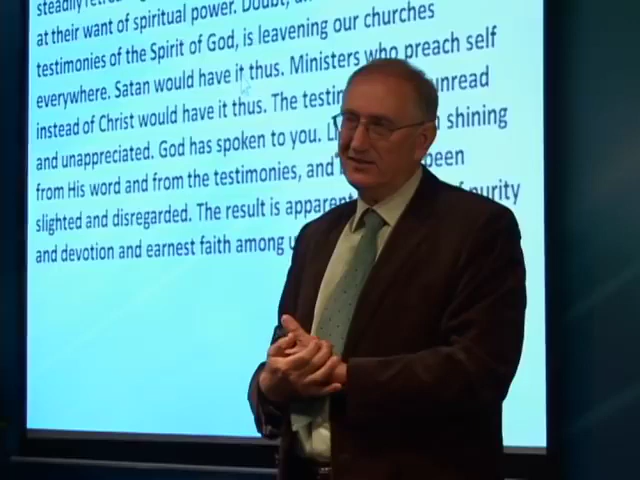 steadily
at their want of spiritual power. Doubt,
testimonies of the Spirit of God, is leavening our churches
everywhere. Satan would have it thus. Ministers who preach self
instead of Christ would have it thus. The unread
and unappreciated. God has spoken to you. shining
from His word and from the testimonies, and been
slighted and disregarded. The result is of purity
and devotion and earnest faith among